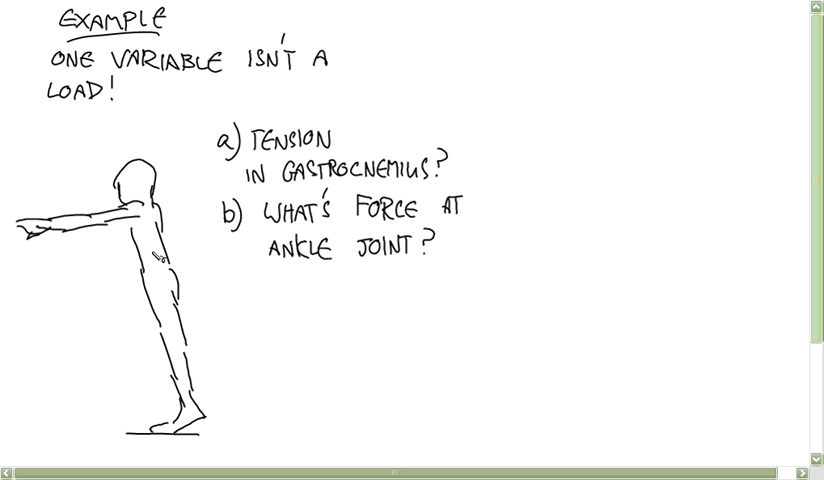 EXAMPLE
ONE VARIABLE ISN'T A
LOAD!
a) TENSION
IN GASTROCNEMIUS?
b) WHAT'S FORCE AT
ANKLE JOINT?